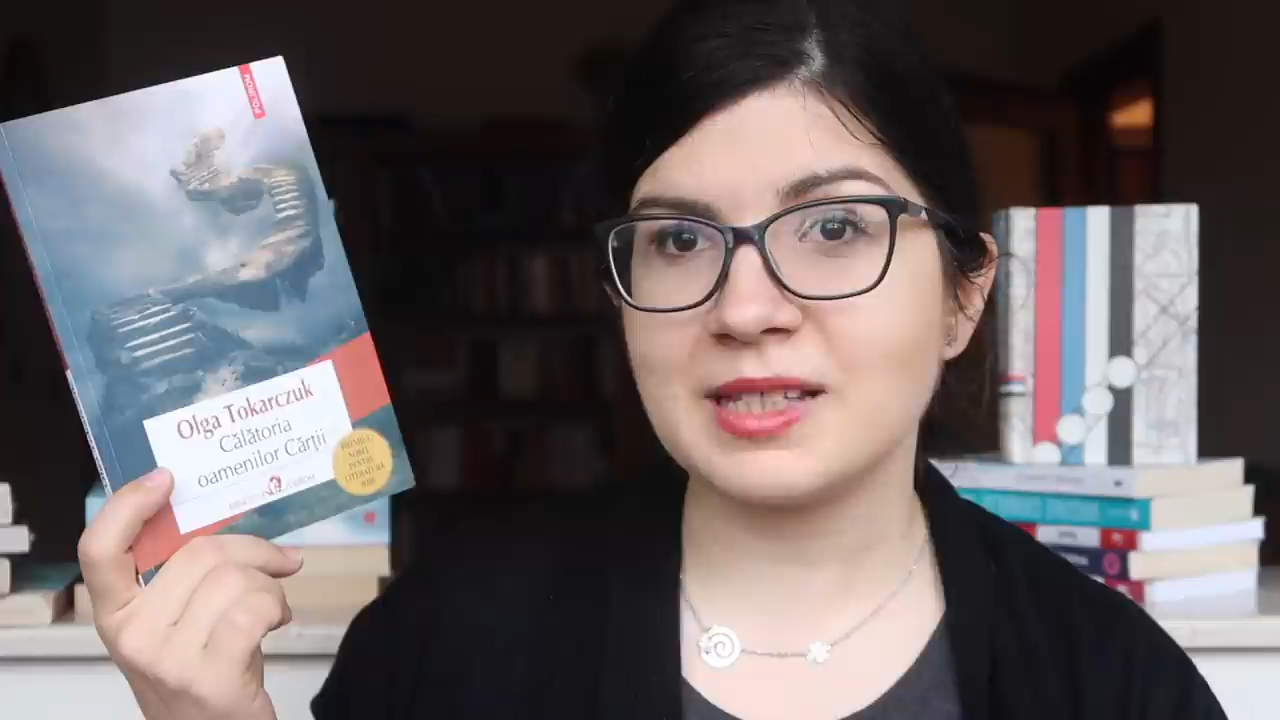 POLIROM
Olga Tokarczuk
Călătoria
oamenilor Cărții
PREMIUL
NOBEL
PENTRU
LITERATURĂ